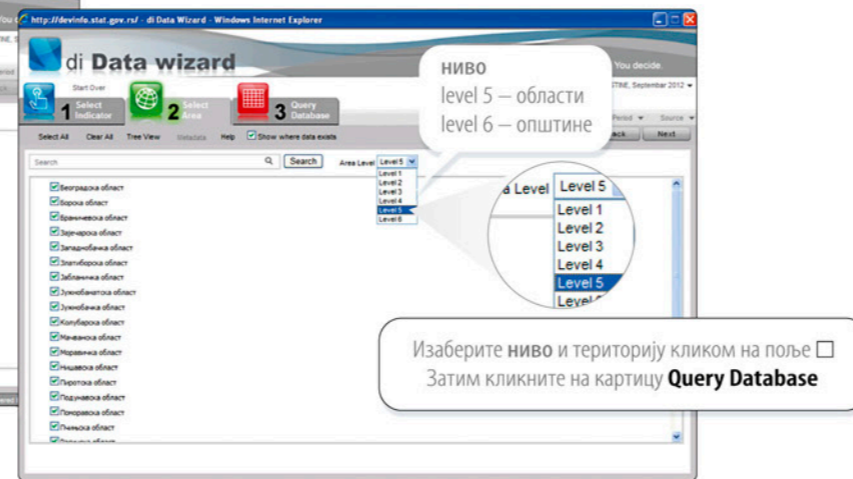 http://devinfo.stat.gov.rs/ - di Data Wizard - Windows Internet Explorer
di Data wizard
You decide.
Start Over
Septembar 2012
1 Select Indicator
2 Select Area
3 Query Database
Period
Source
Select All Clear All Tree View Metadata Help Show where data exists
Next
Search
Search
Area Level Level 5
Level 1
Level 2
Level 3
Level 4
Level 5
Level 6
ниво
level 5 – области
level 6 – општине
Level Level 5
Level 1
Level 2
Level 3
Level 4
Level 5
Београдска област
Борска област
Браничевска област
Зајечарска област
Западнобачка област
Златиборска област
Јабланичка област
Јужнобанатска област
Јужнобачка област
Колубарска област
Мачванска област
Моравичка област
Нишавска област
Пиротска област
Подунавска област
Поморавска област
Пчињска област
Изаберите ниво и територију кликом на поље □
Затим кликните на картицу Query Database